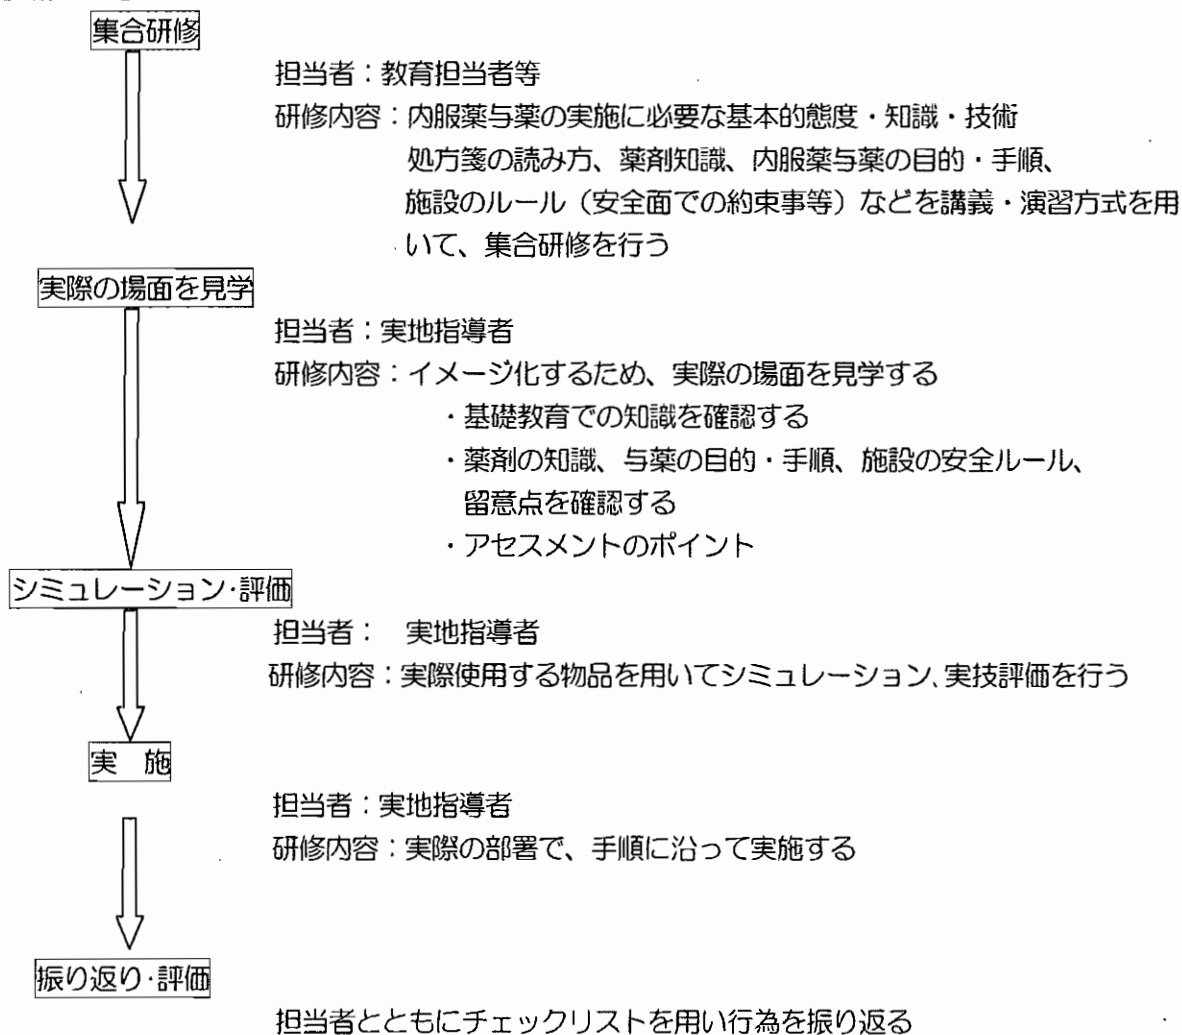 集合研修
担当者：教育担当者等
研修内容：内服薬与薬の実施に必要な基本的態度・知識・技術
処方箋の読み方、薬剤知識、内服薬与薬の目的・手順、
施設のルール（安全面での約束事等）などを講義・演習方式を用
いて、集合研修を行う
実際の場面を見学
担当者：実地指導者
研修内容：イメージ化するため、実際の場面を見学する
・基礎教育での知識を確認する
・薬剤の知識、与薬の目的・手順、施設の安全ルール、
留意点を確認する
・アセスメントのポイント
シミュレーション・評価
担当者：　実地指導者
研修内容：実際使用する物品を用いてシミュレーション、実技評価を行う
実　施
担当者：実地指導者
研修内容：実際の部署で、手順に沿って実施する
振り返り・評価
担当者とともにチェックリストを用い行為を振り返る